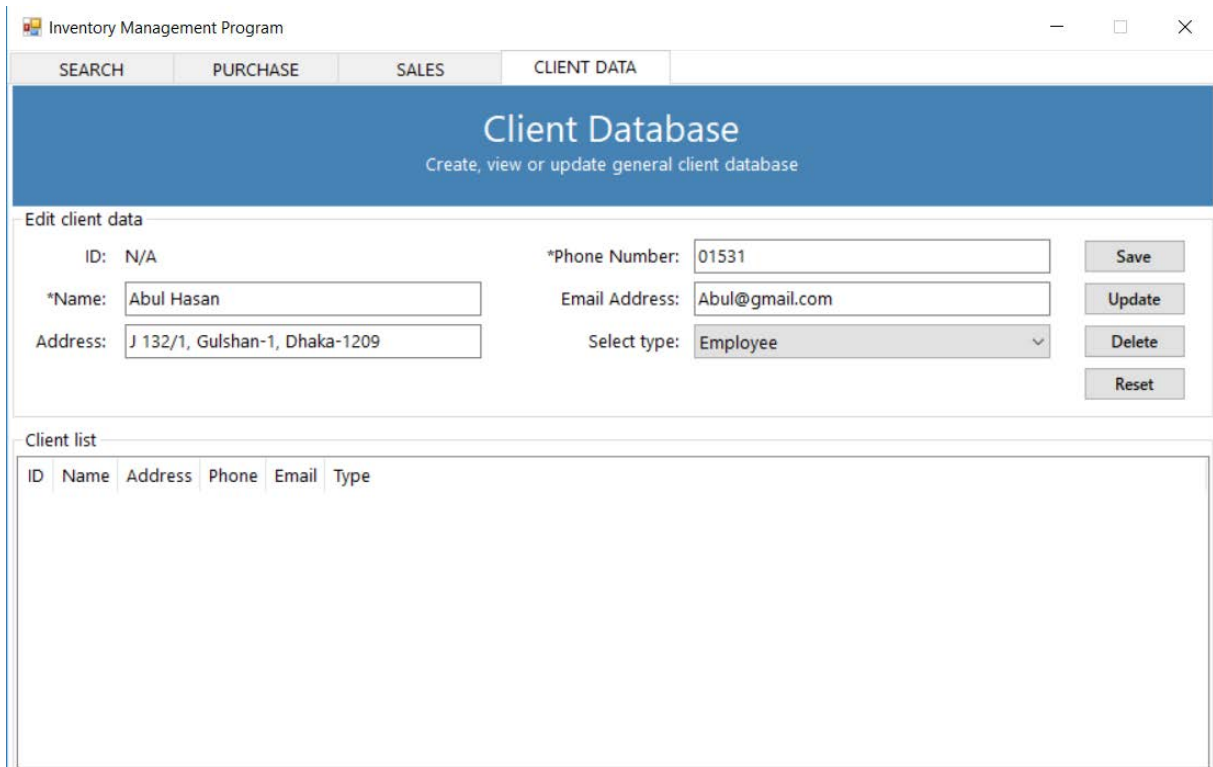 Inventory Management Program
SEARCH PURCHASE SALES CLIENT DATA
Client Database
Create, view or update general client database
Edit client data
ID: N/A *Phone Number: 01531 Save
*Name: Abul Hasan Email Address: Abul@gmail.com Update
Address: J 132/1, Gulshan-1, Dhaka-1209 Select type: Employee Delete
Reset
Client list
ID Name Address Phone Email Type